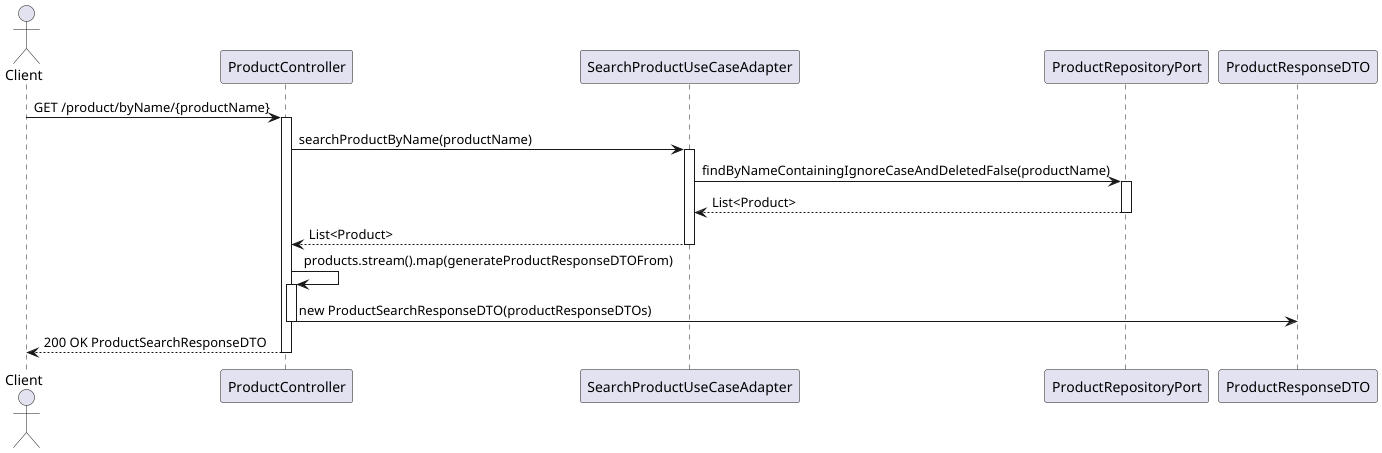 Client
ProductController
SearchProductUseCaseAdapter
ProductRepositoryPort
ProductResponseDTO
GET /product/byName/{productName}
searchProductByName(productName)
findByNameContainingIgnoreCaseAndDeletedFalse(productName)
List<Product>
List<Product>
products.stream().map(generateProductResponseDTOFrom)
new ProductSearchResponseDTO(productResponseDTOs)
200 OK ProductSearchResponseDTO
Client
ProductController
SearchProductUseCaseAdapter
ProductRepositoryPort
ProductResponseDTO